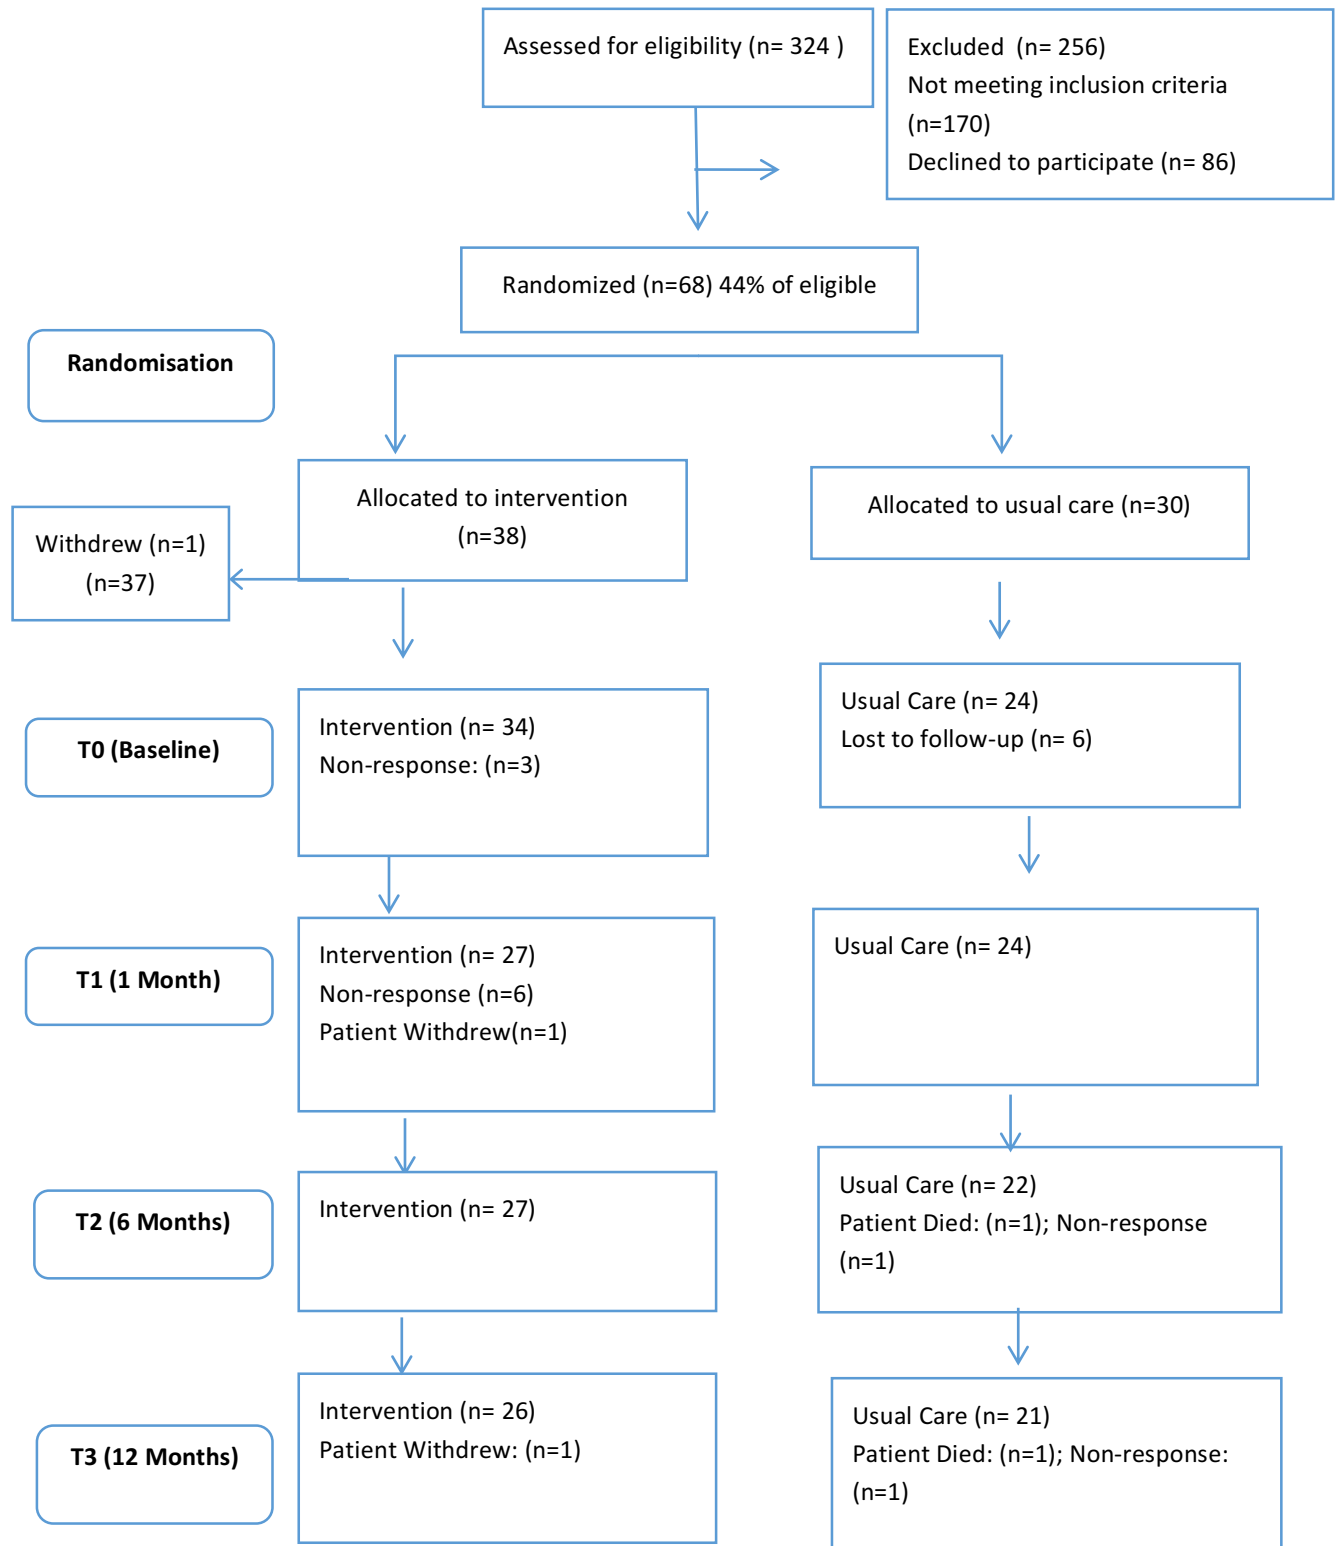 Assessed for eligibility (n= 324 )
Excluded  (n= 256)
Not meeting inclusion criteria
(n=170)
Declined to participate (n= 86)
Randomized (n=68) 44% of eligible
Randomisation
Allocated to intervention
(n=38)
Allocated to usual care (n=30)
Withdrew (n=1)
(n=37)
T0 (Baseline)
Intervention (n= 34)
Non-response: (n=3)
Usual Care (n= 24)
Lost to follow-up (n= 6)
T1 (1 Month)
Intervention (n= 27)
Non-response (n=6)
Patient Withdrew(n=1)
Usual Care (n= 24)
T2 (6 Months)
Intervention (n= 27)
Usual Care (n= 22)
Patient Died: (n=1); Non-response
(n=1)
T3 (12 Months)
Intervention (n= 26)
Patient Withdrew: (n=1)
Usual Care (n= 21)
Patient Died: (n=1); Non-response:
(n=1)